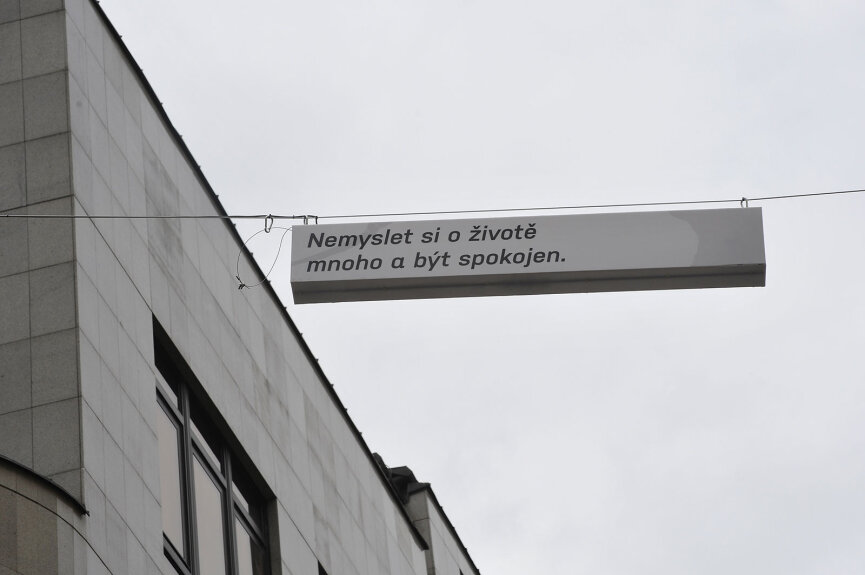 Nemyslet si o životě
mnoho a být spokojen.